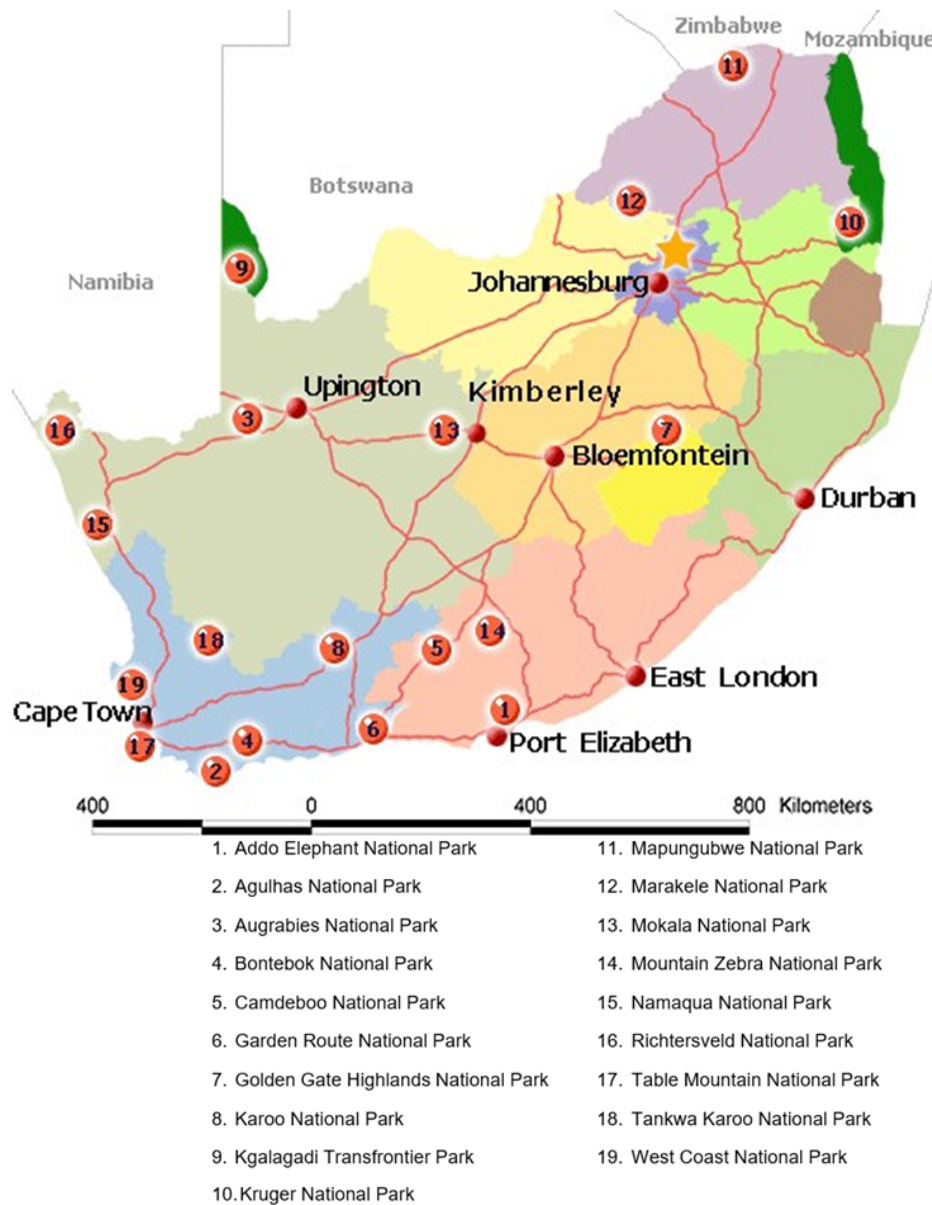 Zimbabwe
Mozambique
11
Botswana
12
10
9
Namibia
Johannesburg
Upington
Kimberley
3
16
13
7
Bloemfontein
Durban
15
18
8
5
14
19
East London
Cape Town
1
17
4
6
Port Elizabeth
2
400 0 400 800 Kilometers
1. Addo Elephant National Park
2. Agulhas National Park
3. Augrabies National Park
4. Bontebok National Park
5. Camdeboo National Park
6. Garden Route National Park
7. Golden Gate Highlands National Park
8. Karoo National Park
9. Kgalagadi Transfrontier Park
10. Kruger National Park
11. Mapungubwe National Park
12. Marakele National Park
13. Mokala National Park
14. Mountain Zebra National Park
15. Namaqua National Park
16. Richtersveld National Park
17. Table Mountain National Park
18. Tankwa Karoo National Park
19. West Coast National Park